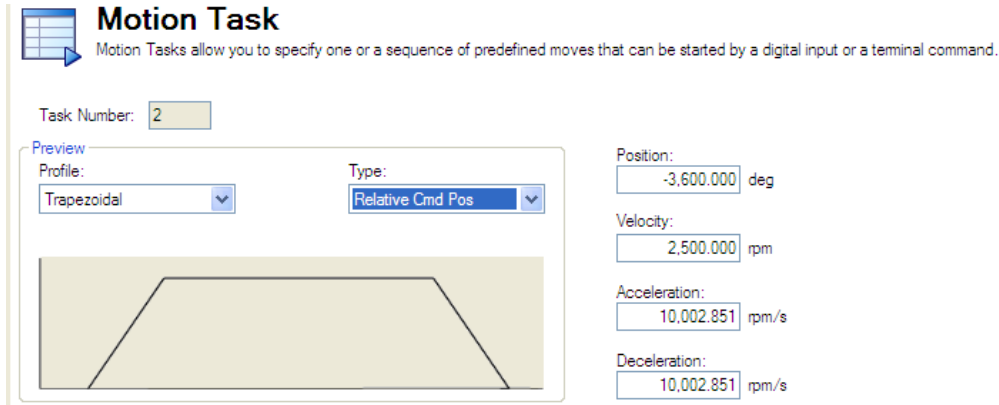 Motion Task
Motion Tasks allow you to specify one or a sequence of predefined moves that can be started by a digital input or a terminal command.
Task Number: 2
Preview
Profile:
Trapezoidal
Type:
Relative Cmd Pos
Position:
-3,600.000 deg
Velocity:
2,500.000 rpm
Acceleration:
10,002.851 rpm/s
Deceleration:
10,002.851 rpm/s